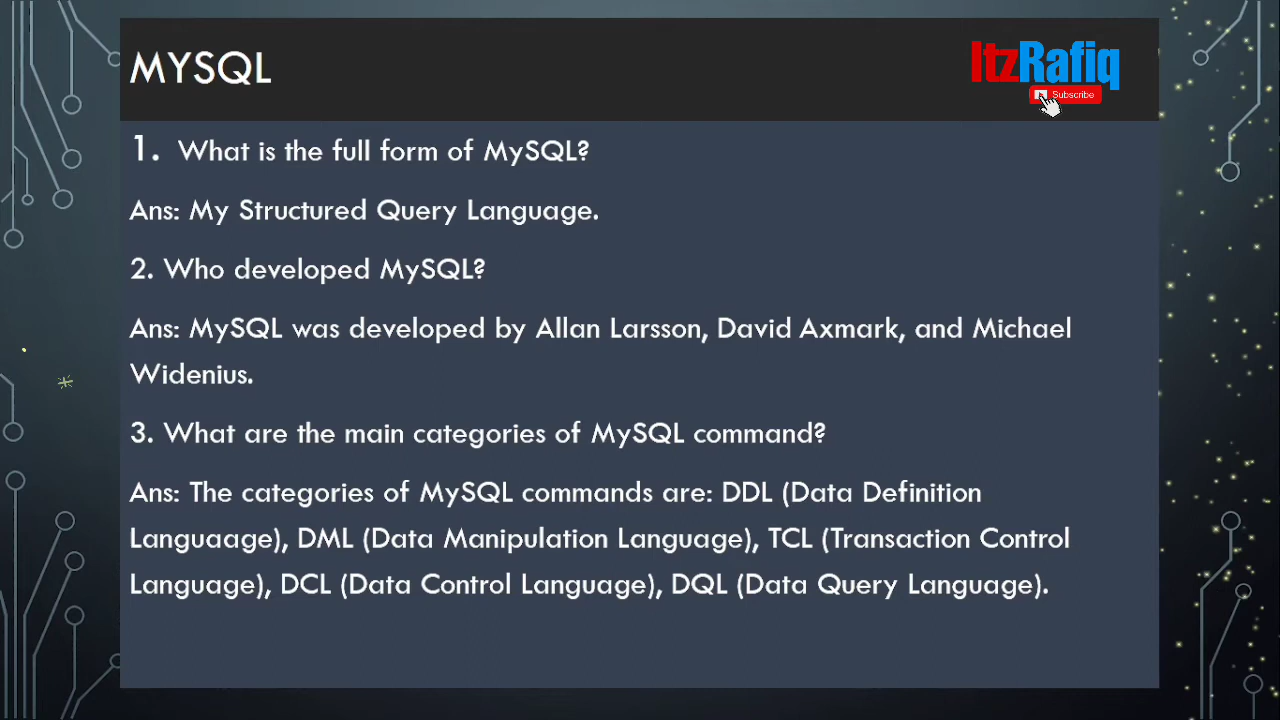 MYSQL
ItzRafiq
Subscribe
1. What is the full form of MySQL?
Ans: My Structured Query Language.
2. Who developed MySQL?
Ans: MySQL was developed by Allan Larsson, David Axmark, and Michael
Widenius.
3. What are the main categories of MySQL command?
Ans: The categories of MySQL commands are: DDL (Data Definition
Languaage), DML (Data Manipulation Language), TCL (Transaction Control
Language), DCL (Data Control Language), DQL (Data Query Language).